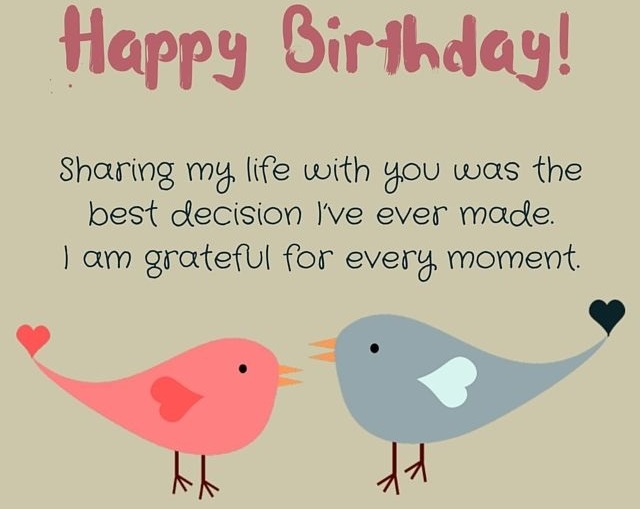 Happy Birthday!
Sharing my life with you was the
best decision I've ever made.
I am grateful for every moment.